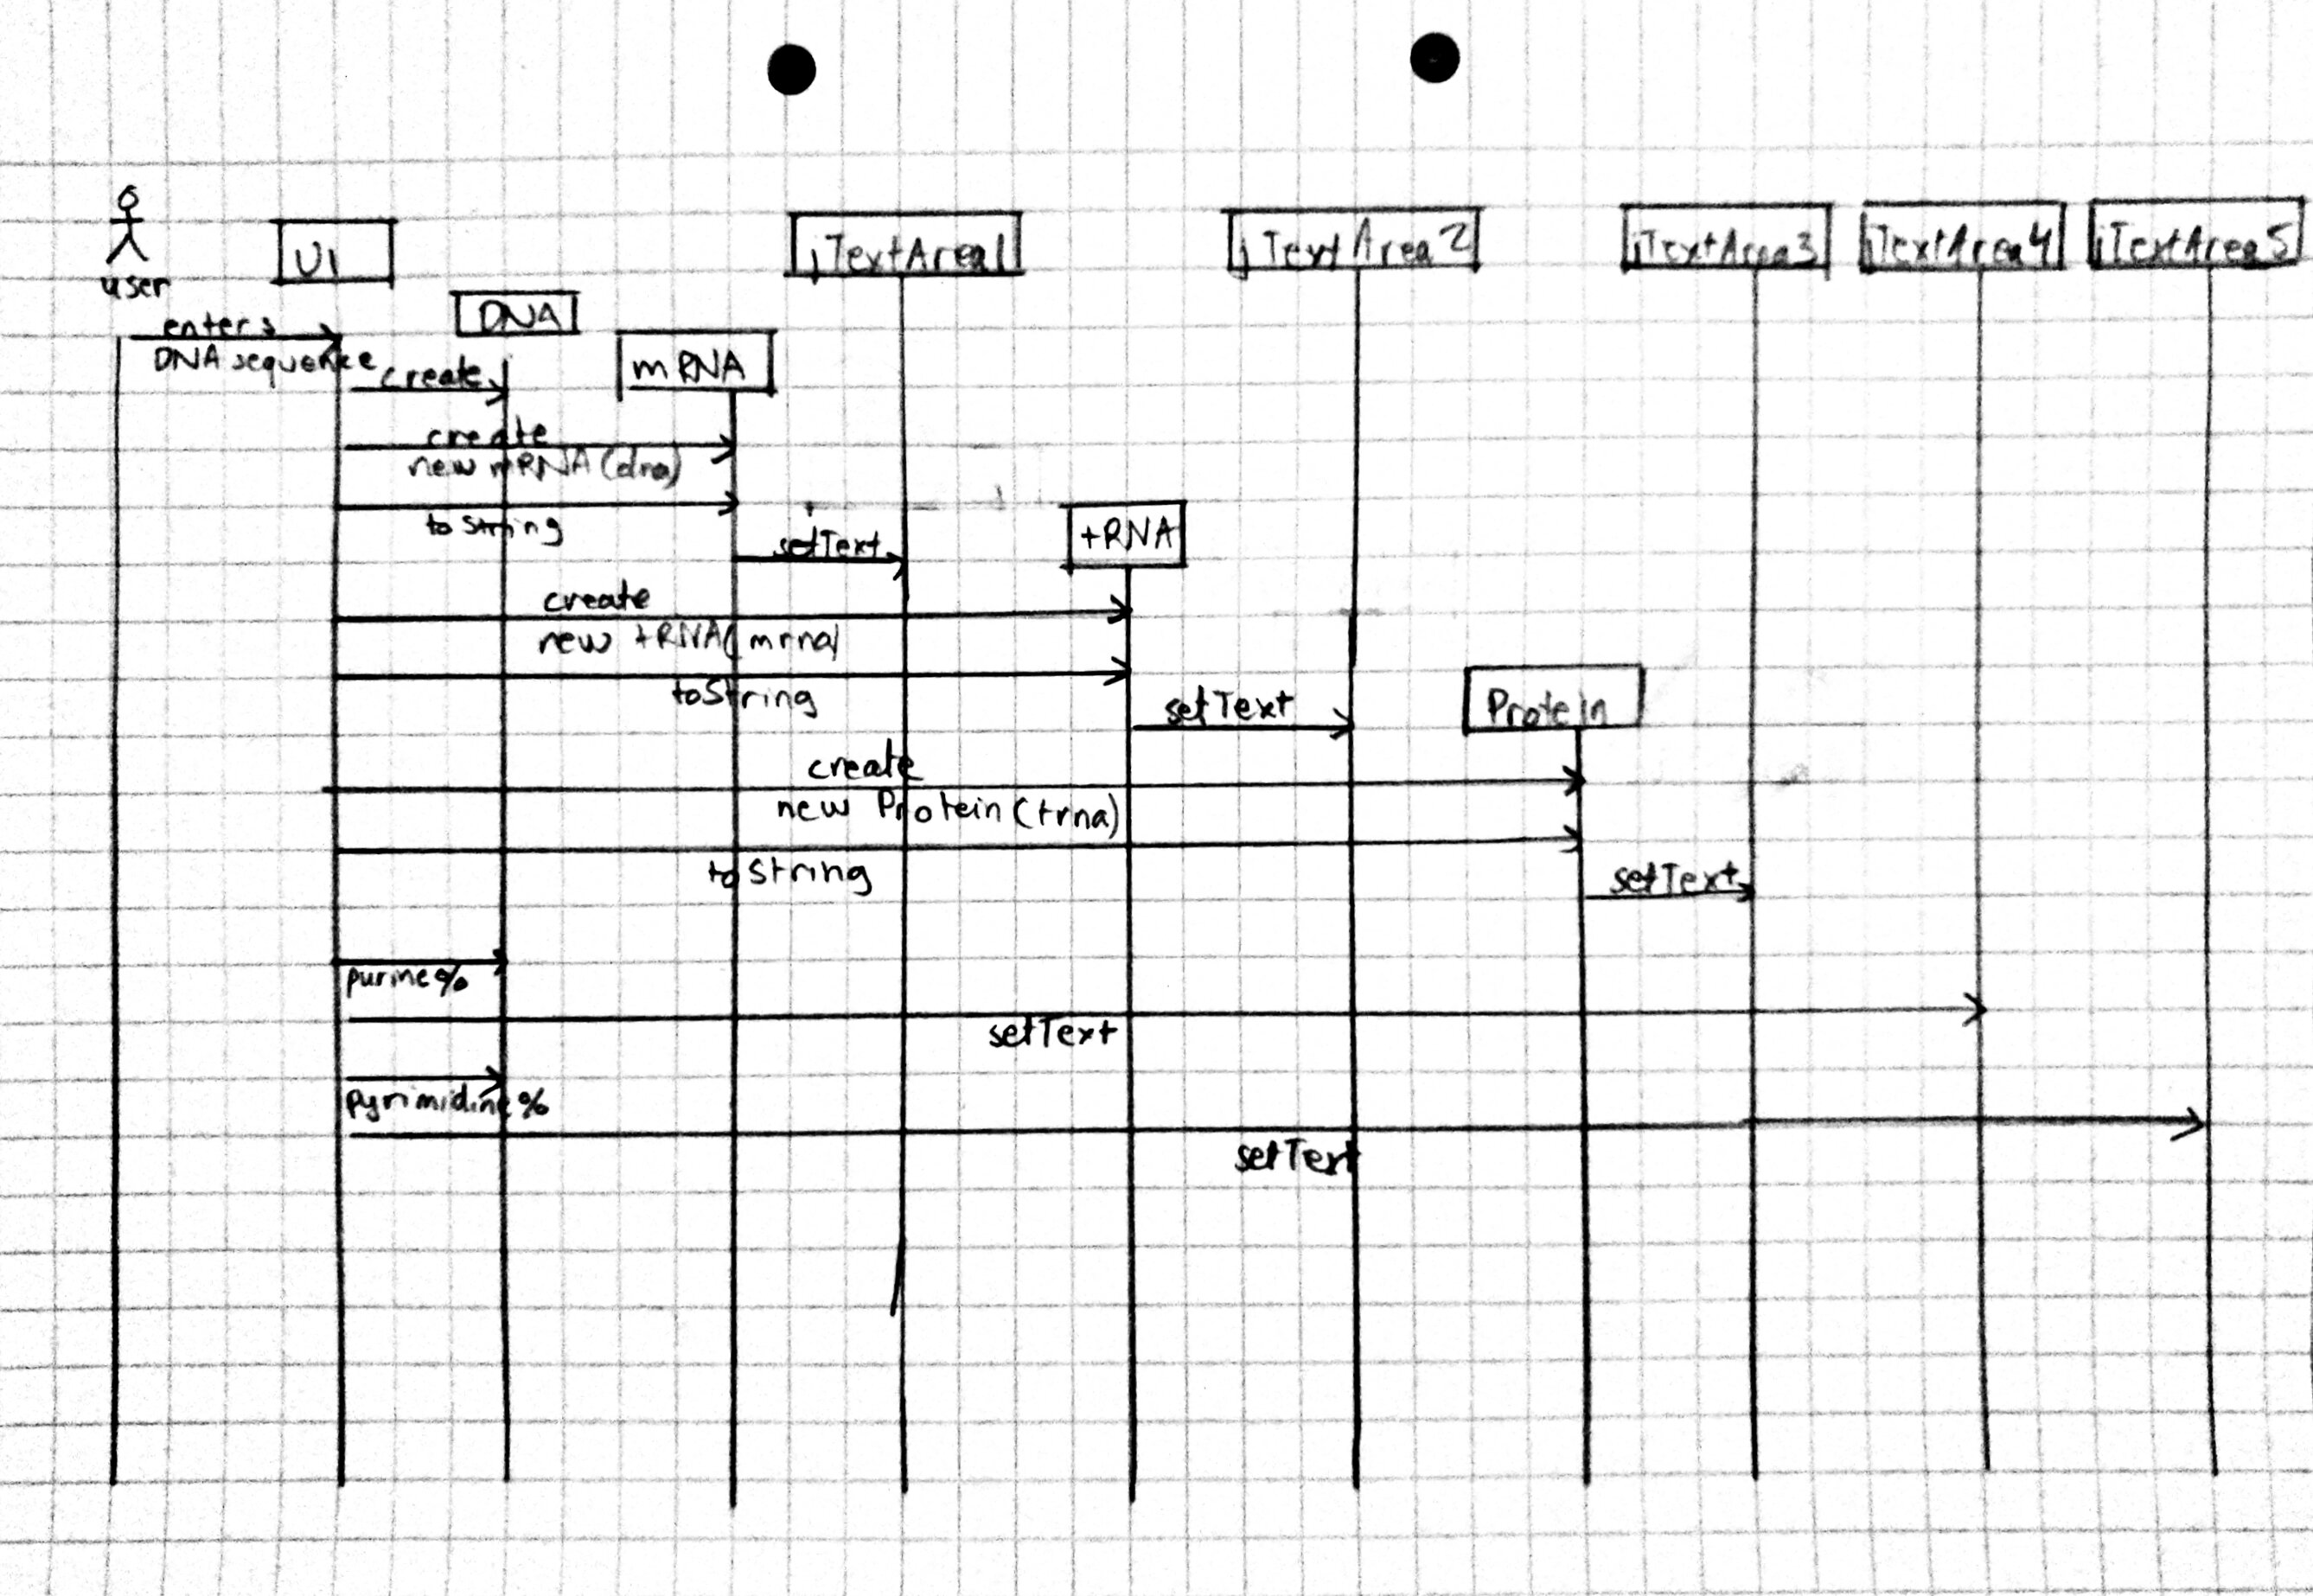 user
UI
jTextArea1
jTextArea2
jTextArea3
jTextArea4
jTextArea5
DNA
enters
DNA sequence
create
mRNA
create
new mRNA(dna)
toString
setText
tRNA
create
new tRNA(mrna)
toString
setText
Protein
create
new Protein(trna)
toString
setText
purine%
setText
pyrimidine%
setText